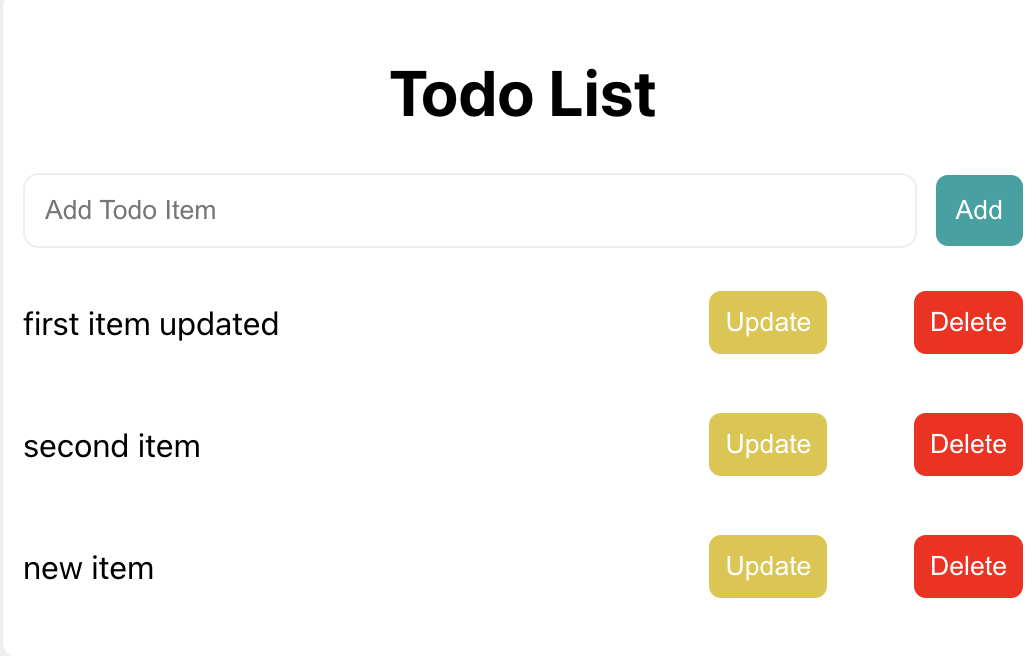 Todo List
Add Todo Item Add
first item updated Update Delete
second item Update Delete
new item Update Delete